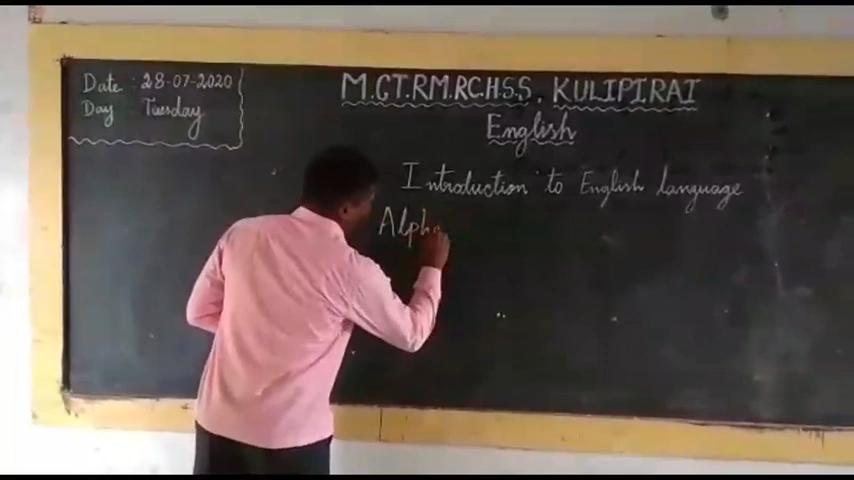 Date : 28-07-2020
Day : Tuesday
M.CT.RM.RC.H.S.S. KULIPIRAI
English
Introduction to English language
Alpha